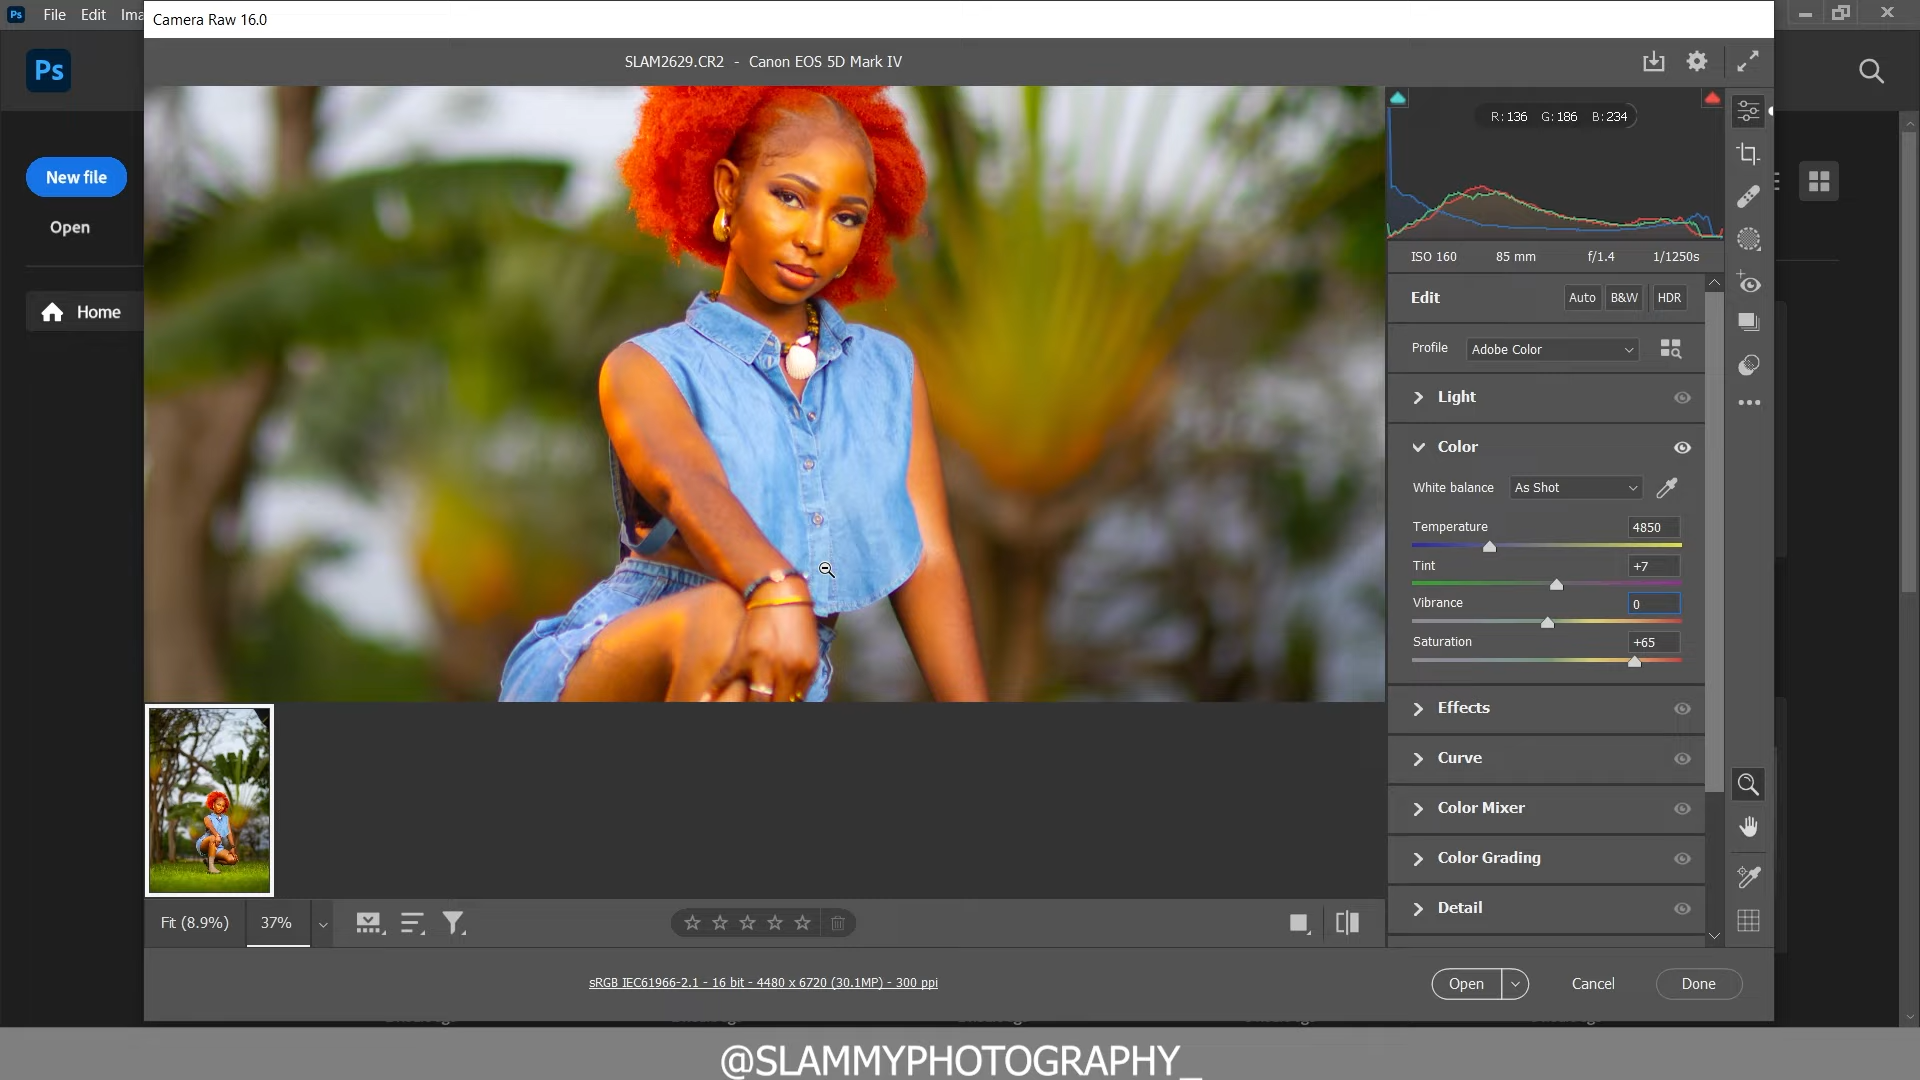 Camera Raw 16.0
Ps File Edit Ima
SLAM2629.CR2 - Canon EOS 5D Mark IV
Ps
R: 136 G: 186 B: 234
New file
Open
ISO 160 85 mm f/1.4 1/1250s
Home
Edit Auto B&W HDR
Profile Adobe Color
Light
Color
White balance As Shot
Temperature 4850
Tint +7
Vibrance 0
Saturation +65
Effects
Curve
Color Mixer
Color Grading
Detail
Fit (8.9%) 37%
sRGB IEC61966-2.1 - 16 bit - 4480 x 6720 (30.1MP) - 300 ppi
Open Cancel Done
@SLAMMYPHOTOGRAPHY_